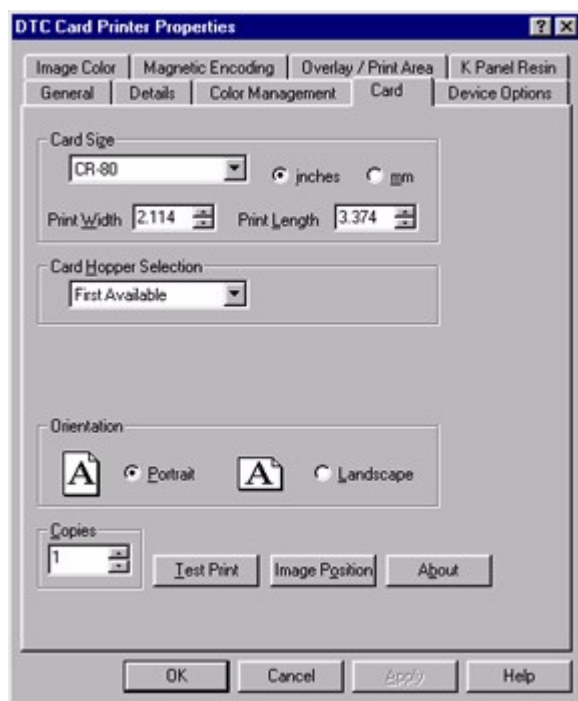 DTC Card Printer Properties ? ×
Image Color Magnetic Encoding Overlay / Print Area K Panel Resin
General Details Color Management Card Device Options
Card Size
CR-80 inches mm
Print Width 2.114 Print Length 3.374
Card Hopper Selection
First Available
Orientation
A Portrait A Landscape
Copies
1 Test Print Image Position About
OK Cancel Apply Help